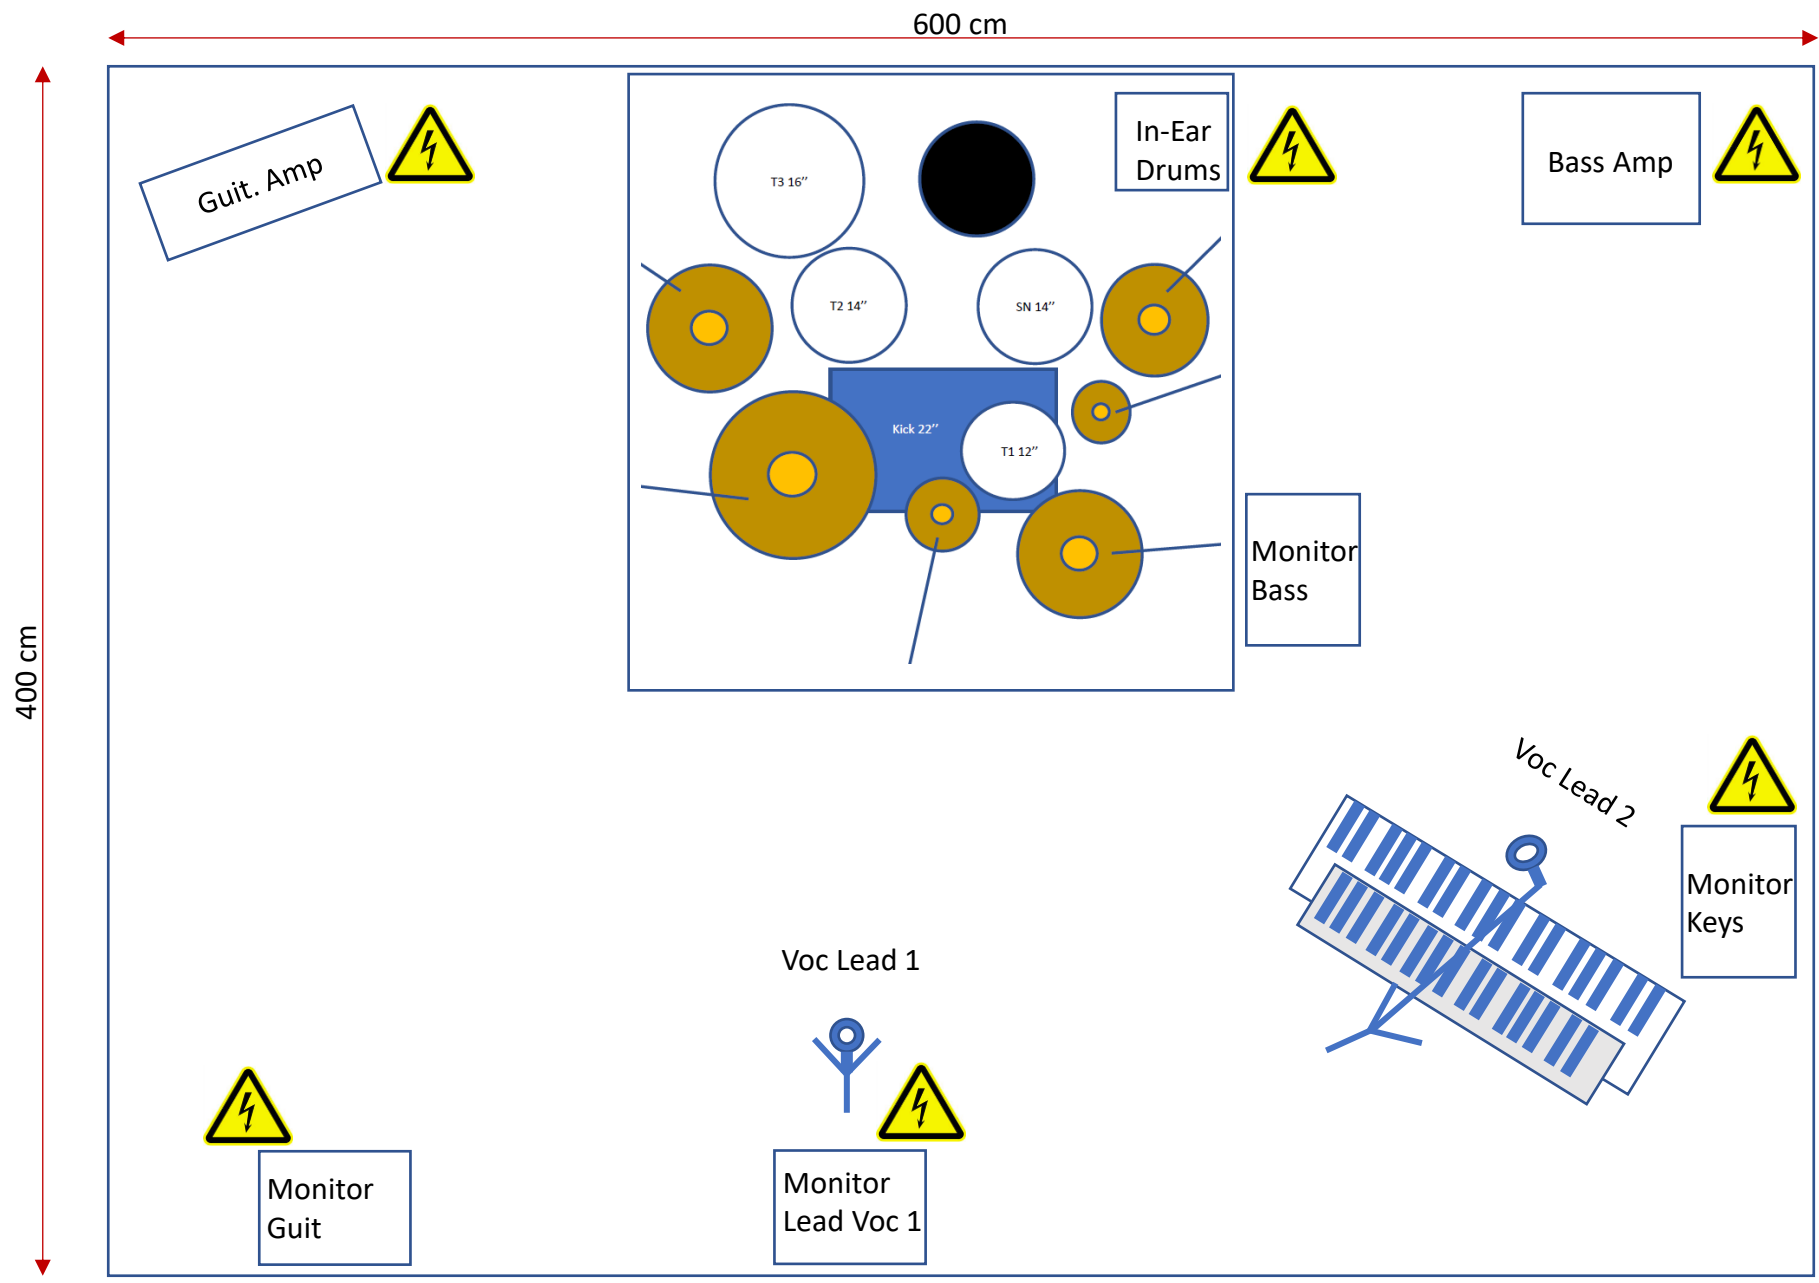 600 cm
400 cm
Guit. Amp
T3 16’’
In-Ear
Drums
Bass Amp
T2 14’’
SN 14’’
Kick 22’’
T1 12’’
Monitor
Bass
Voc Lead 2
Monitor
Keys
Voc Lead 1
Monitor
Guit
Monitor
Lead Voc 1